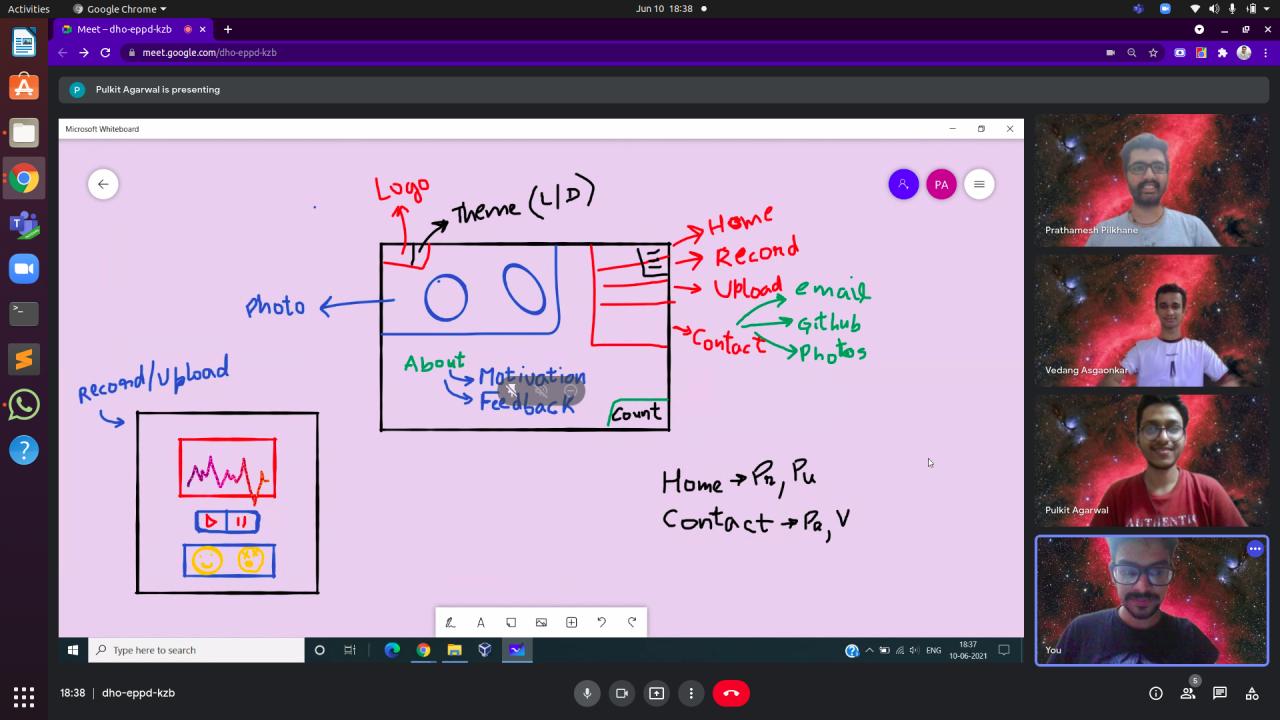 Activities
Google Chrome
Jun 10 18:38
Meet – dho-eppd-kzb
meet.google.com/dho-eppd-kzb
P
Pulkit Agarwal is presenting
Microsoft Whiteboard
PA
Logo
Theme (L|D)
Home
Record
Upload
Contact
email
Github
Photos
Photo
About
Motivation
Feedback
Count
Record/Upload
Home → Pr, Pu
Contact → Pr, V
Prathamesh Pilkhane
Vedang Asgaonkar
AUTHENTIC
Pulkit Agarwal
You
A
Type here to search
ENG
18:37
10-06-2021
18:38 | dho-eppd-kzb
5